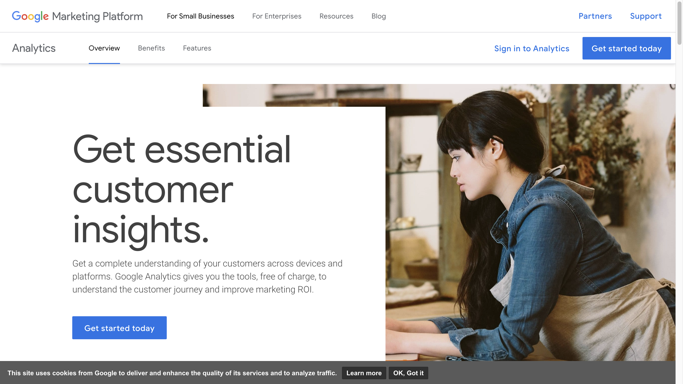 Google Marketing Platform
For Small Businesses
For Enterprises
Resources
Blog
Partners
Support
Analytics
Overview
Benefits
Features
Sign in to Analytics
Get started today
Get essential
customer
insights.
Get a complete understanding of your customers across devices and
platforms. Google Analytics gives you the tools, free of charge, to
understand the customer journey and improve marketing ROI.
Get started today
This site uses cookies from Google to deliver and enhance the quality of its services and to analyze traffic.
Learn more
OK, Got it